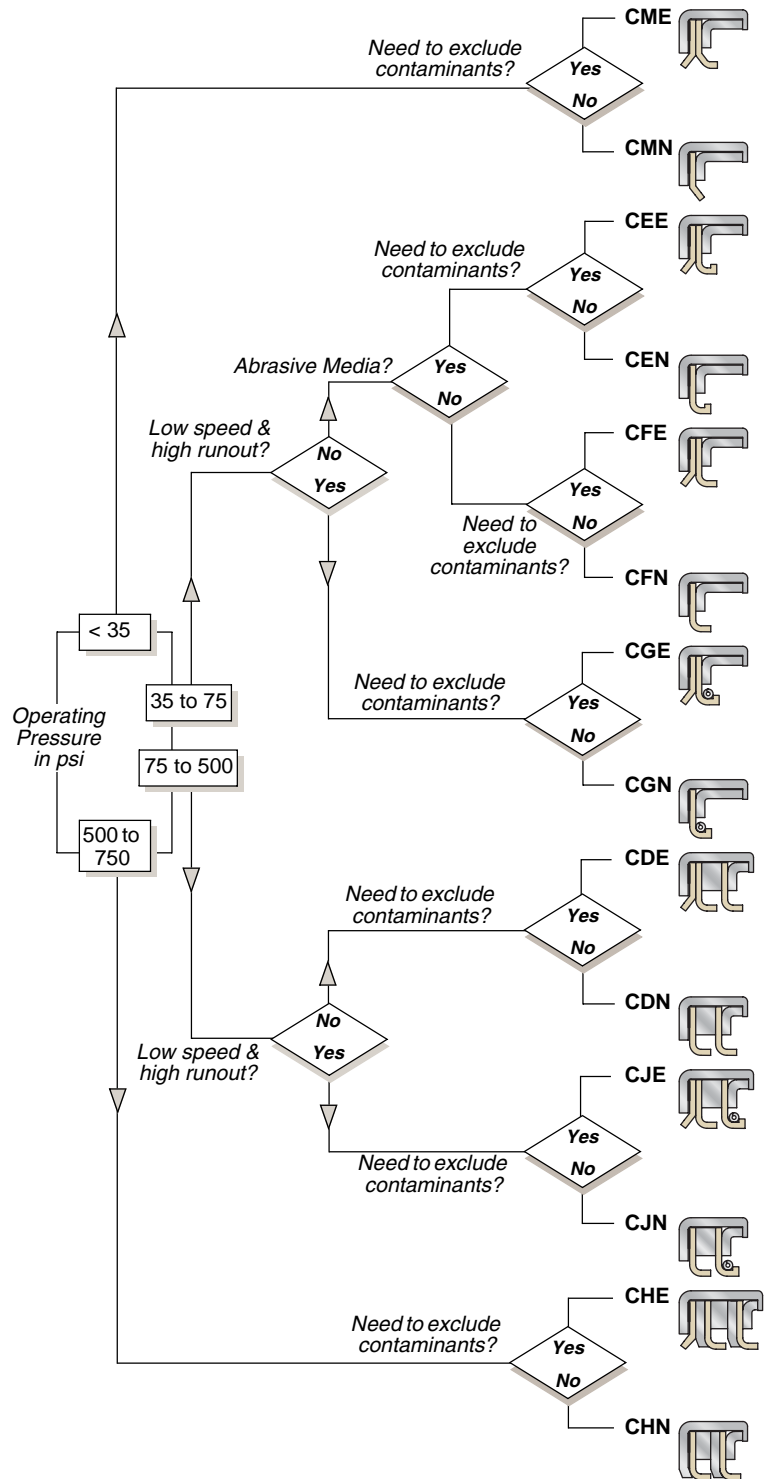 CME
Need to exclude
contaminants?
Yes
No
CMN
CEE
Need to exclude
contaminants?
Yes
No
CEN
Abrasive Media?
Yes
No
CFE
Low speed &
high runout?
No
Yes
Yes
No
Need to
exclude
contaminants?
CFN
< 35
CGE
35 to 75
Need to exclude
contaminants?
Yes
No
Operating
Pressure
in psi
75 to 500
CGN
500 to
750
CDE
Need to exclude
contaminants?
Yes
No
CDN
No
Yes
Low speed &
high runout?
CJE
Yes
No
Need to exclude
contaminants?
CJN
CHE
Need to exclude
contaminants?
Yes
No
CHN